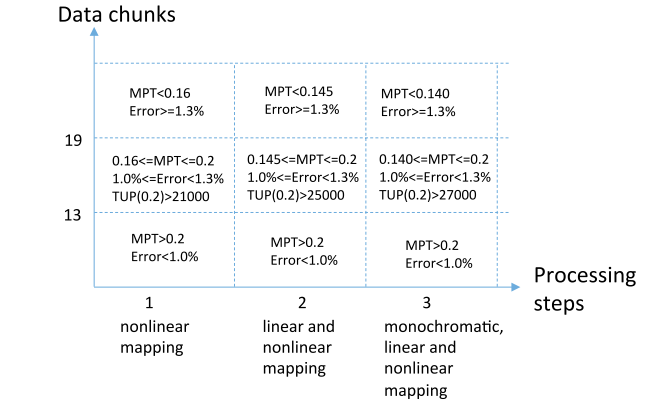 Data chunks
MPT<0.16
Error>=1.3%
MPT<0.145
Error>=1.3%
MPT<0.140
Error>=1.3%
19
0.16<=MPT<=0.2
1.0%<=Error<1.3%
TUP(0.2)>21000
0.145<=MPT<=0.2
1.0%<=Error<1.3%
TUP(0.2)>25000
0.140<=MPT<=0.2
1.0%<=Error<1.3%
TUP(0.2)>27000
13
MPT>0.2
Error<1.0%
MPT>0.2
Error<1.0%
MPT>0.2
Error<1.0%
Processing
steps
1
nonlinear
mapping
2
linear and
nonlinear
mapping
3
monochromatic,
linear and
nonlinear
mapping